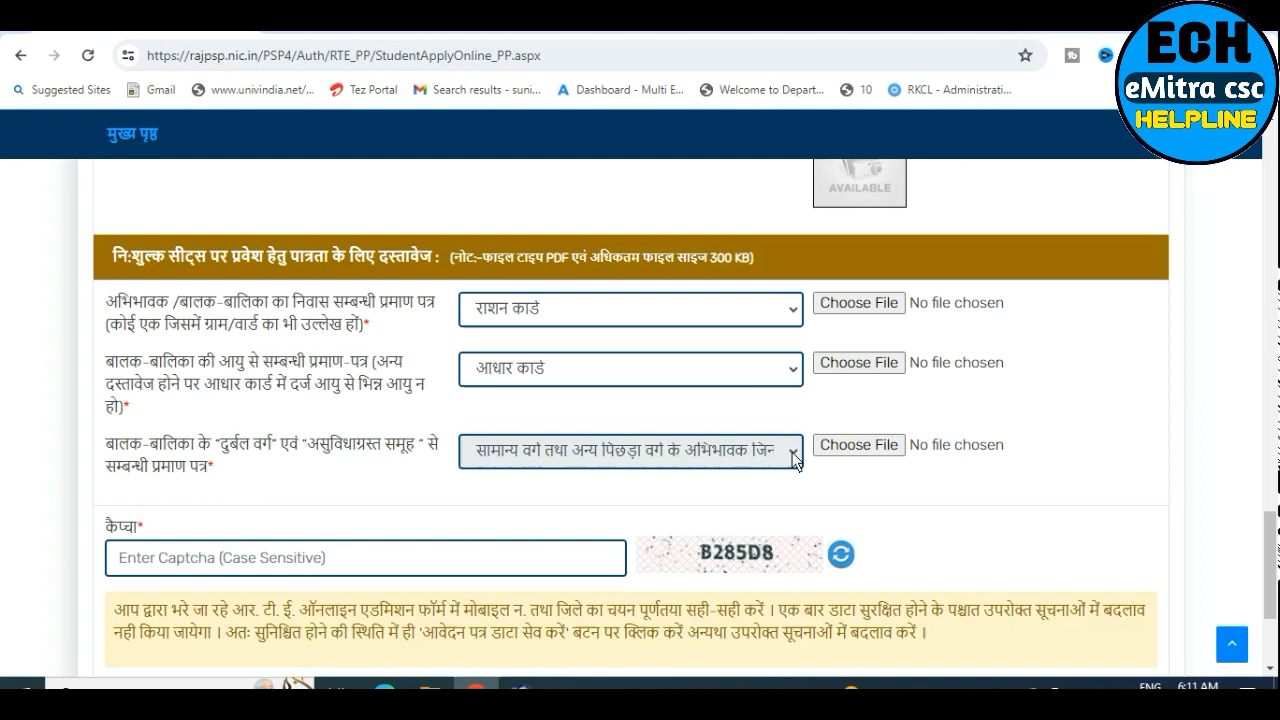 ECH
eMitra csc
HELPLINE
https://rajpsp.nic.in/PSP4/Auth/RTE_PP/StudentApplyOnline_PP.aspx
Suggested Sites Gmail www.univindia.net/... Tez Portal Search results - suni... Dashboard - Multi E... Welcome to Depart... 10 RKCL - Administrati...
मुख्य पृष्ठ
AVAILABLE
नि:शुल्क सीट्स पर प्रवेश हेतु पात्रता के लिए दस्तावेज : (नोट:-फाइल टाइप PDF एवं अधिकतम फाइल साइज 300 KB)
अभिभावक /बालक-बालिका का निवास सम्बन्धी प्रमाण पत्र
(कोई एक जिसमें ग्राम/वार्ड का भी उल्लेख हों)*
राशन कार्ड
Choose File No file chosen
बालक-बालिका की आयु से सम्बन्धी प्रमाण-पत्र (अन्य
दस्तावेज होने पर आधार कार्ड में दर्ज आयु से भिन्न आयु न
हो)*
आधार कार्ड
Choose File No file chosen
बालक-बालिका के "दुर्बल वर्ग" एवं "असुविधाग्रस्त समूह " से
सम्बन्धी प्रमाण पत्र*
सामान्य वर्ग तथा अन्य पिछड़ा वर्ग के अभिभावक जिन
Choose File No file chosen
कैप्चा*
Enter Captcha (Case Sensitive)
B285D8
आप द्वारा भरे जा रहे आर. टी. ई. ऑनलाइन एडमिशन फॉर्म में मोबाइल न. तथा जिले का चयन पूर्णतया सही-सही करें । एक बार डाटा सुरक्षित होने के पश्चात उपरोक्त सूचनाओं में बदलाव
नही किया जायेगा । अतः सुनिश्चित होने की स्थिति में ही 'आवेदन पत्र डाटा सेव करें' बटन पर क्लिक करें अन्यथा उपरोक्त सूचनाओं में बदलाव करें ।
ENG 6:11 AM